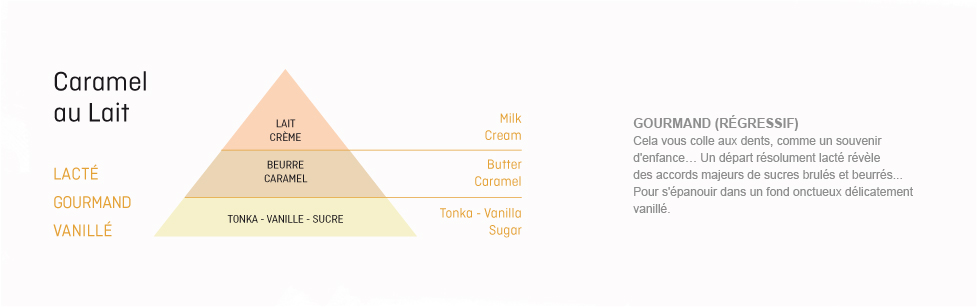 Caramel
au Lait
LACTÉ
GOURMAND
VANILLÉ
LAIT
CRÈME
BEURRE
CARAMEL
TONKA - VANILLE - SUCRE
Milk
Cream
Butter
Caramel
Tonka - Vanilla
Sugar
GOURMAND (RÉGRESSIF)
Cela vous colle aux dents, comme un souvenir
d'enfance… Un départ résolument lacté révèle
des accords majeurs de sucres brulés et beurrés...
Pour s'épanouir dans un fond onctueux délicatement
vanillé.